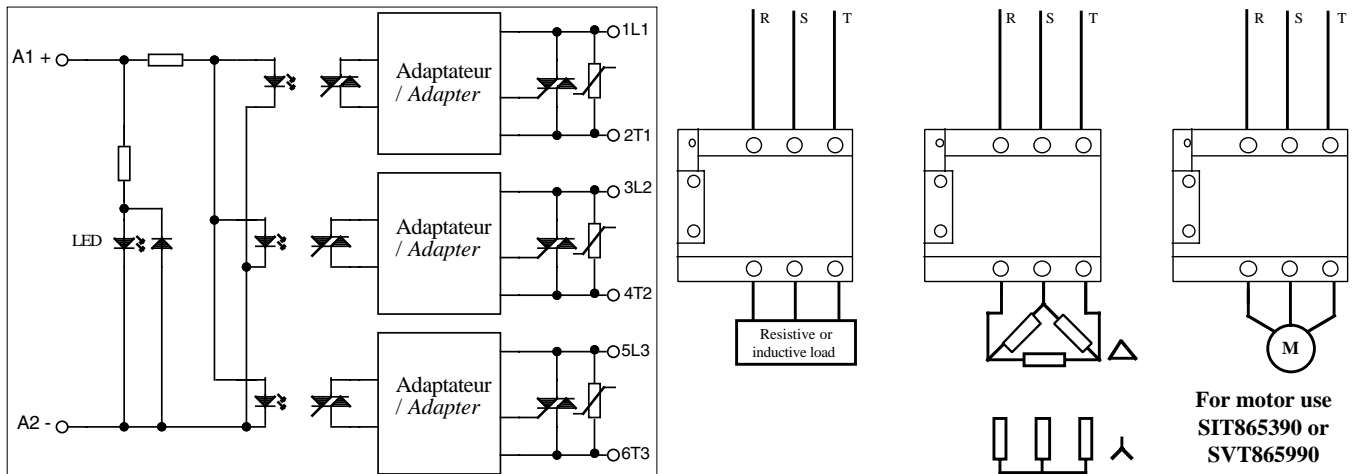 A1 +
LED
A2 -
Adaptateur
/ Adapter
1L1
2T1
Adaptateur
/ Adapter
3L2
4T2
Adaptateur
/ Adapter
5L3
6T3
R S T
Resistive or
inductive load
R S T
R S T
M
For motor use
SIT865390 or
SVT865990